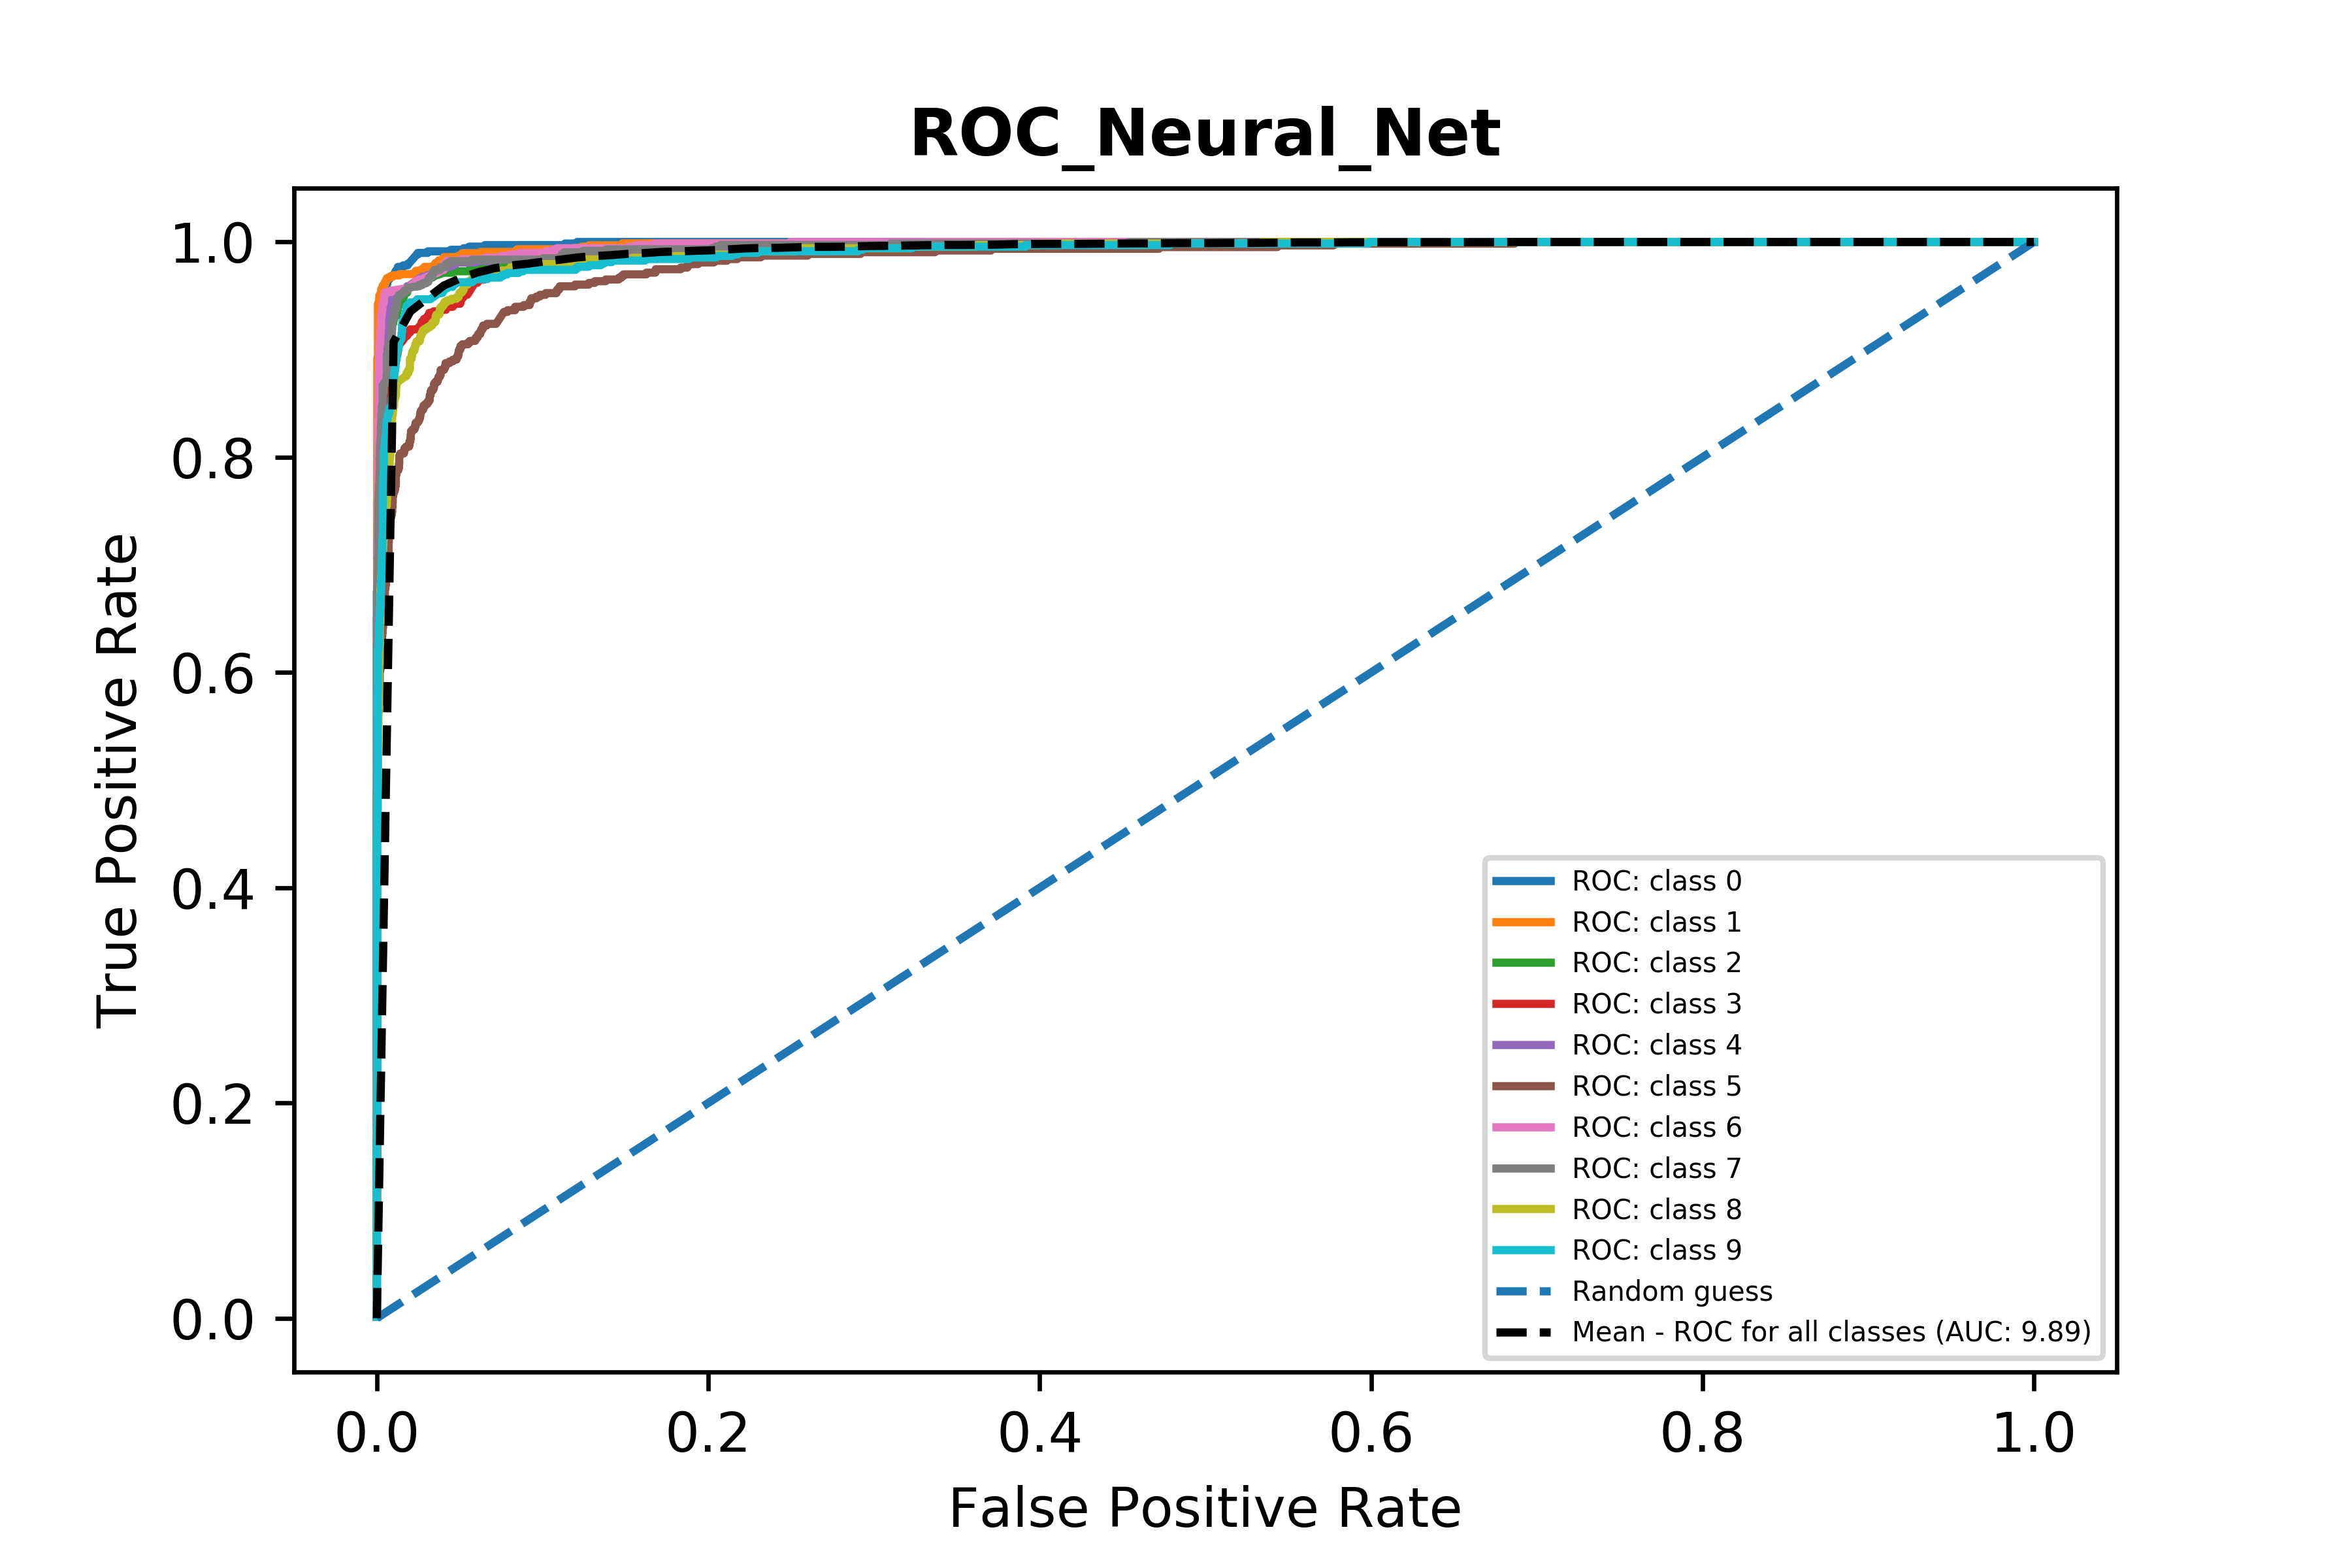 ROC_Neural_Net
1.0
0.8
0.6
0.4
0.2
0.0
True Positive Rate
0.0 0.2 0.4 0.6 0.8 1.0
False Positive Rate
ROC: class 0
ROC: class 1
ROC: class 2
ROC: class 3
ROC: class 4
ROC: class 5
ROC: class 6
ROC: class 7
ROC: class 8
ROC: class 9
Random guess
Mean - ROC for all classes (AUC: 9.89)